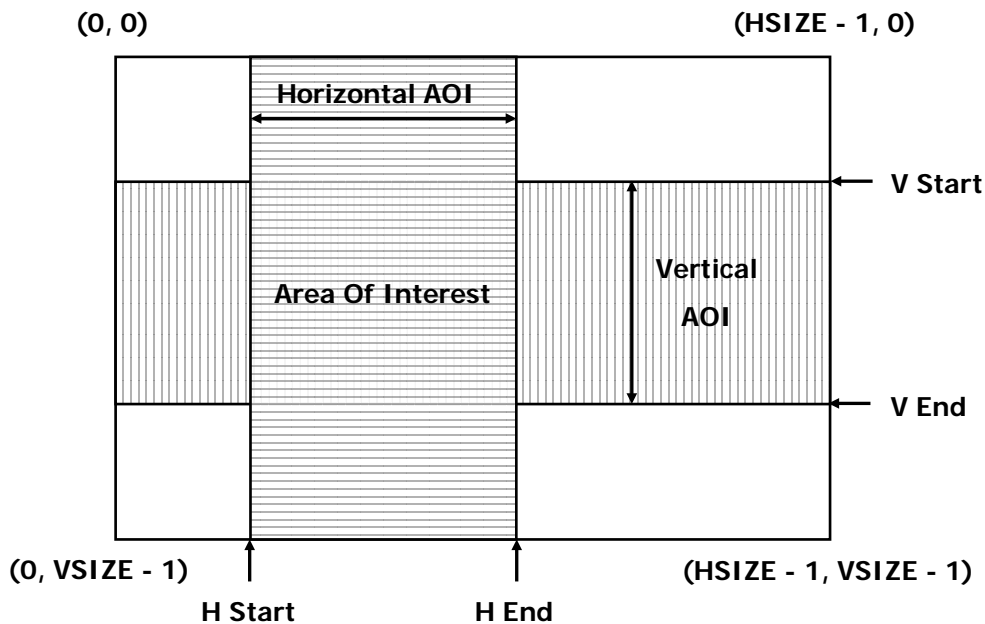 (0, 0)
(HSIZE - 1, 0)
Horizontal AOI
V Start
Area Of Interest
Vertical
AOI
V End
(0, VSIZE - 1)
(HSIZE - 1, VSIZE - 1)
H Start
H End